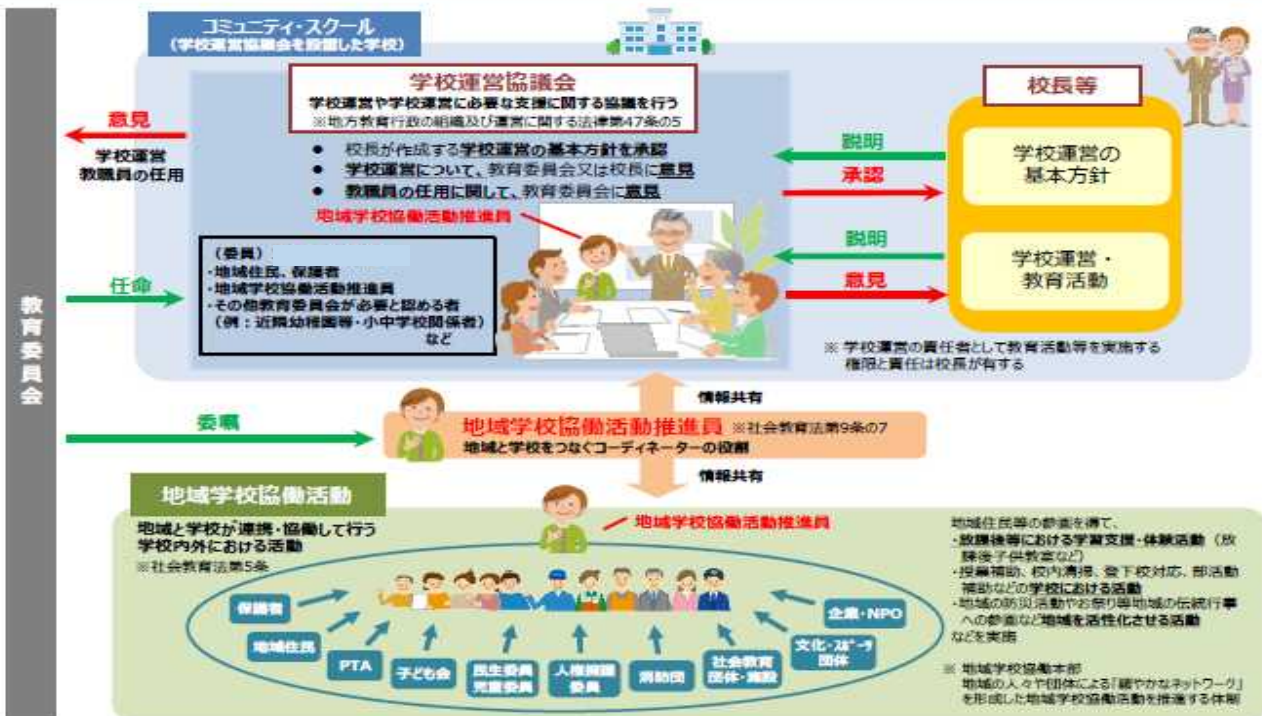 コミュニティ・スクール
(学校運営協議会を設置した学校)
学校運営協議会
学校運営や学校運営に必要な支援に関する協議を行う
※地方教育行政の組織及び運営に関する法律第47条の5
● 校長が作成する学校運営の基本方針を承認
● 学校運営について、教育委員会又は校長に意見
● 教職員の任用に関して、教育委員会に意見
地域学校協働活動推進員
(委員)
・地域住民、保護者
・地域学校協働活動推進員
・その他教育委員会が必要と認める者
(例:近隣幼稚園等・小中学校関係者)
など
教育委員会
意見
学校運営
教職員の任用
任命
委嘱
説明
承認
説明
意見
校長等
学校運営の
基本方針
学校運営・
教育活動
※ 学校運営の責任者として教育活動等を実施する
権限と責任は校長が有する
情報共有
地域学校協働活動推進員 ※社会教育法第9条の7
地域と学校をつなぐコーディネーターの役割
情報共有
地域学校協働活動
地域と学校が連携・協働して行う
学校内外における活動
※社会教育法第5条
地域学校協働活動推進員
保護者
地域住民
PTA
子ども会
民生委員
児童委員
人権擁護
委員
消防団
社会教育
団体・施設
文化・スポーツ
団体
企業・NPO
地域住民等の参画を得て、
・放課後等における学習支援・体験活動(放
課後子供教室など)
・授業補助、校内清掃、登下校対応、部活動
補助などの学校における活動
・地域の防災活動やお祭り等地域の伝統行事
への参画など地域を活性化させる活動
などを実施
※ 地域学校協働本部
地域の人々や団体による「緩やかなネットワーク」
を形成した地域学校協働活動を推進する体制